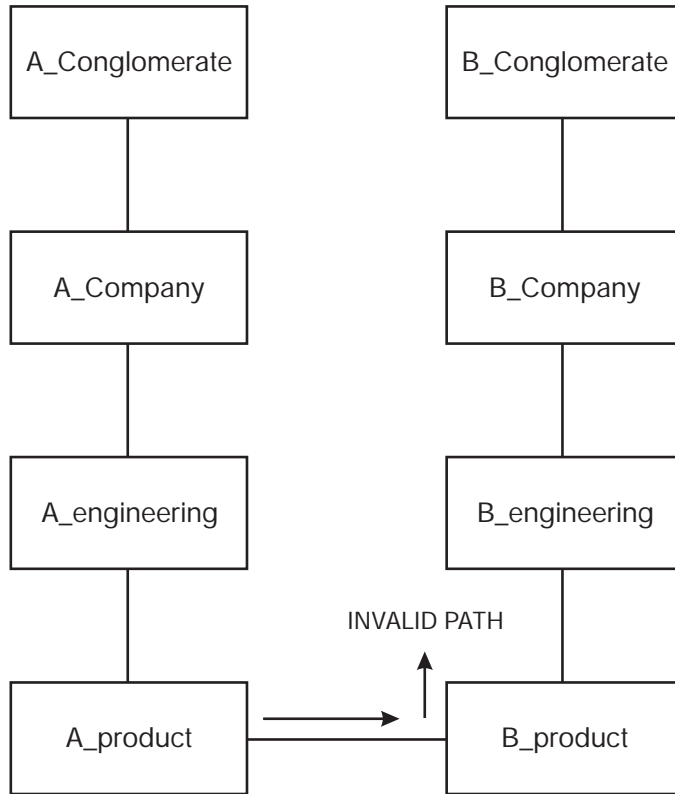 A_Conglomerate
B_Conglomerate
A_Company
B_Company
A_engineering
B_engineering
INVALID PATH
A_product
B_product